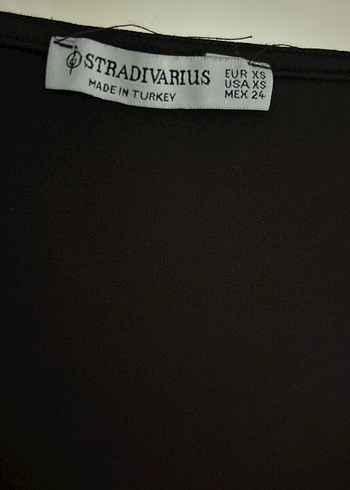 STRADIVARIUS
MADE IN TURKEY
EUR XS
USA XS
MEX 24